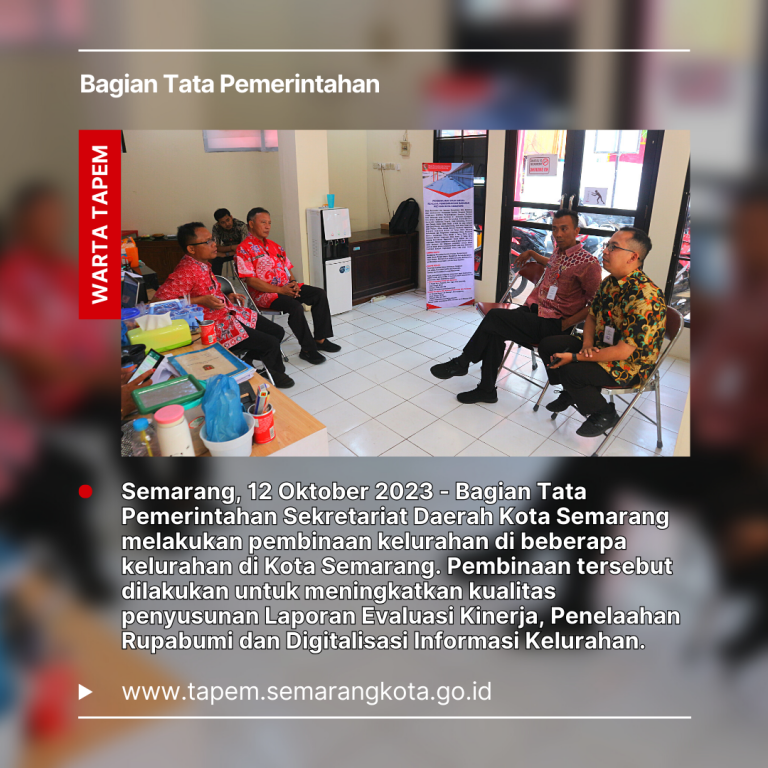 Bagian Tata Pemerintahan
WARTA TAPEM
Semarang, 12 Oktober 2023 - Bagian Tata
Pemerintahan Sekretariat Daerah Kota Semarang
melakukan pembinaan kelurahan di beberapa
kelurahan di Kota Semarang. Pembinaan tersebut
dilakukan untuk meningkatkan kualitas
penyusunan Laporan Evaluasi Kinerja, Penelaahan
Rupabumi dan Digitalisasi Informasi Kelurahan.
www.tapem.semarangkota.go.id